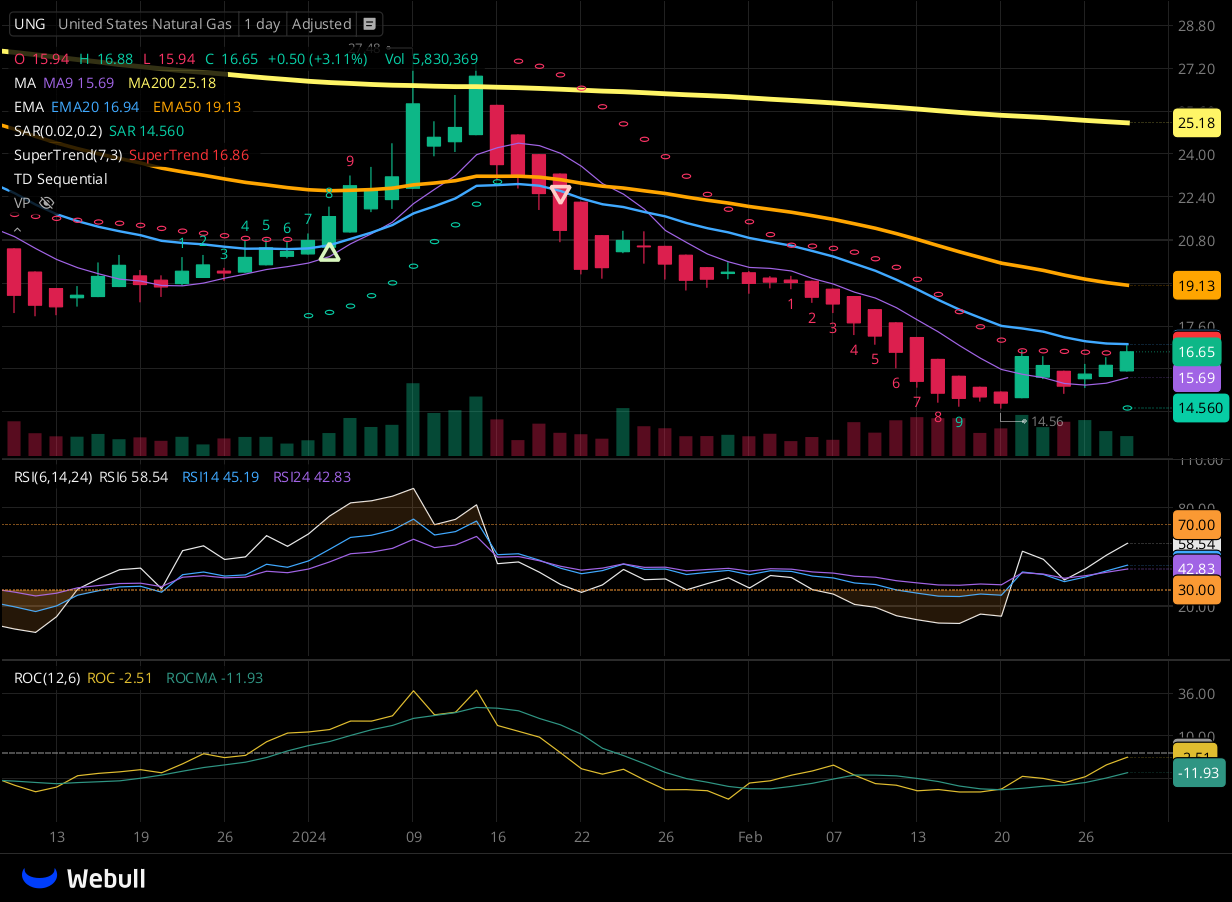 UNG United States Natural Gas 1 day Adjusted
28.80
27.48
O 15.94 H 16.88 L 15.94 C 16.65 +0.50 (+3.11%) Vol 5,830,369
27.20
MA MA9 15.69 MA200 25.18
EMA EMA20 16.94 EMA50 19.13
25.18
SAR(0.02,0.2) SAR 14.560
SuperTrend(7,3) SuperTrend 16.86
24.00
9
TD Sequential
8
22.40
VP
7
4 5 6
1 2
20.80
3
19.13
1
2
3
17.60
4
16.65
5
15.69
6
7
14.560
8 9
14.56
110.00
RSI(6,14,24) RSI6 58.54 RSI14 45.19 RSI24 42.83
80.00
70.00
58.54
42.83
30.00
20.00
ROC(12,6) ROC -2.51 ROCMA -11.93
36.00
10.00
-2.51
-11.93
13 19 26 2024 09 16 22 26 Feb 07 13 20 26
Webull